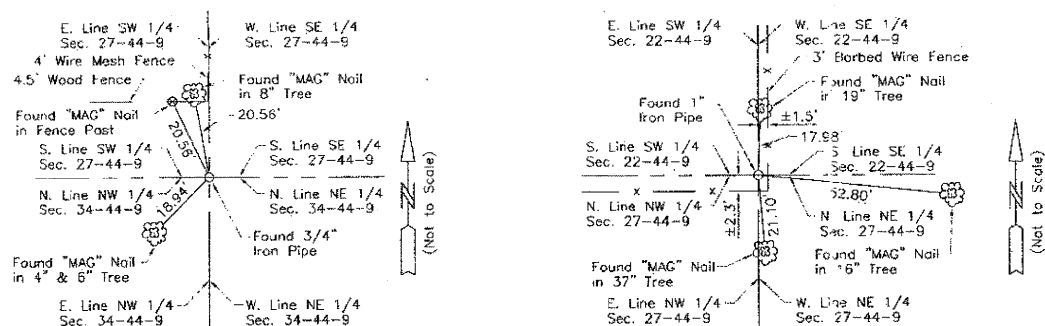 E. Line SW 1/4
Sec. 27-44-9
W. Line SE 1/4
Sec. 27-44-9
4' Wire Mesh Fence
4.5' Wood Fence
Found "MAG" Nail
in 8" Tree
Found "MAG" Nail
in Fence Post
20.56'
20.56'
S. Line SW 1/4
Sec. 27-44-9
S. Line SE 1/4
Sec. 27-44-9
N. Line NW 1/4
Sec. 34-44-9
N. Line NE 1/4
Sec. 34-44-9
18.94'
Found 3/4"
Iron Pipe
Found "MAG" Nail
in 4" & 6" Tree
E. Line NW 1/4
Sec. 34-44-9
W. Line NE 1/4
Sec. 34-44-9
N
(Not to Scale)
E. Line SW 1/4
Sec. 22-44-9
W. Line SE 1/4
Sec. 22-44-9
3' Barbed Wire Fence
Found "MAG" Nail
in 19" Tree
Found 1"
Iron Pipe
±1.5'
17.98'
S. Line SW 1/4
Sec. 22-44-9
S. Line SE 1/4
Sec. 22-44-9
N. Line NW 1/4
Sec. 27-44-9
52.80'
N. Line NE 1/4
Sec. 27-44-9
±2.3'
21.10'
Found "MAG" Nail
in 37" Tree
Found "MAG" Nail
in 16" Tree
E. Line NW 1/4
Sec. 27-44-9
W. Line NE 1/4
Sec. 27-44-9
N
(Not to Scale)